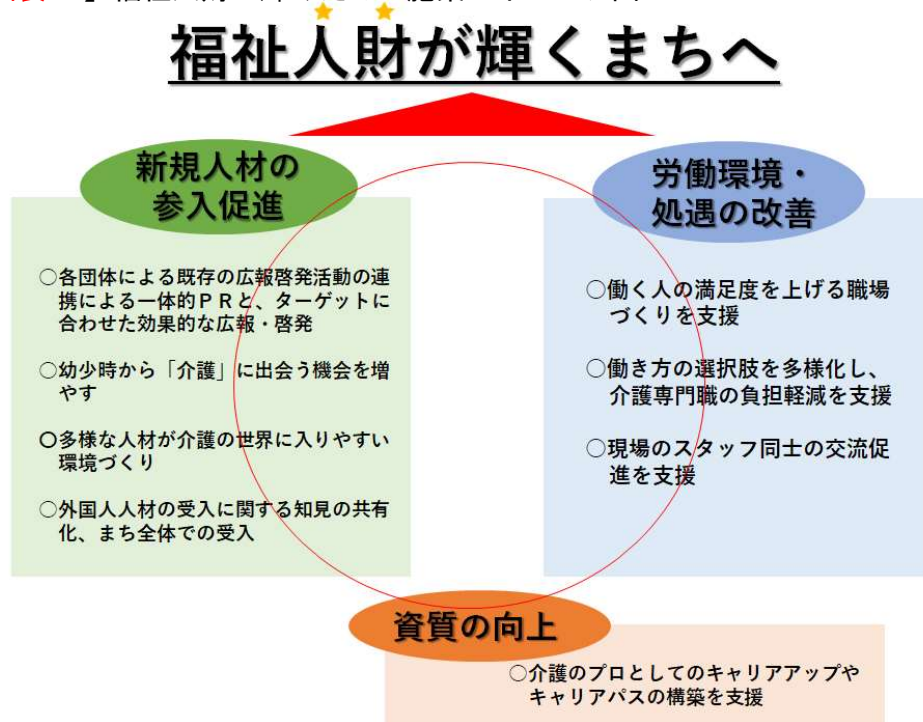 福祉人財が輝くまちへ
新規人材の
参入促進
○各団体による既存の広報啓発活動の連
携による一体的ＰＲと、ターゲットに
合わせた効果的な広報・啓発
○幼少時から「介護」に出会う機会を増
やす
○多様な人材が介護の世界に入りやすい
環境づくり
○外国人人材の受入に関する知見の共有
化、まち全体での受入
労働環境・
処遇の改善
○働く人の満足度を上げる職場
づくりを支援
○働き方の選択肢を多様化し、
介護専門職の負担軽減を支援
○現場のスタッフ同士の交流促
進を支援
資質の向上
○介護のプロとしてのキャリアアップや
キャリアパスの構築を支援